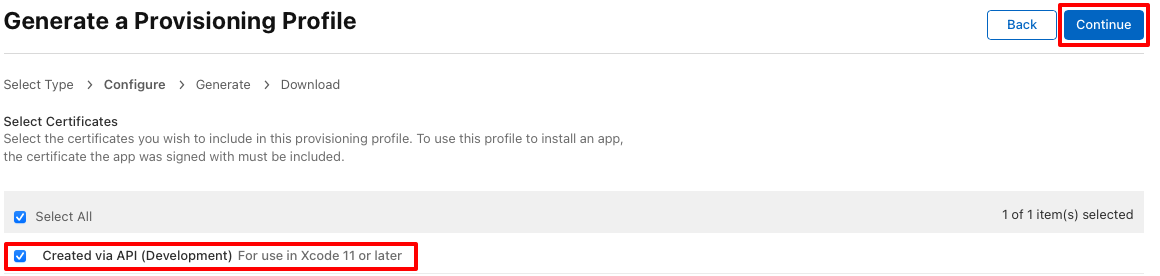 Generate a Provisioning Profile
Back
Continue
Select Type > Configure > Generate > Download
Select Certificates
Select the certificates you wish to include in this provisioning profile. To use this profile to install an app,
the certificate the app was signed with must be included.
Select All
1 of 1 item(s) selected
Created via API (Development) For use in Xcode 11 or later